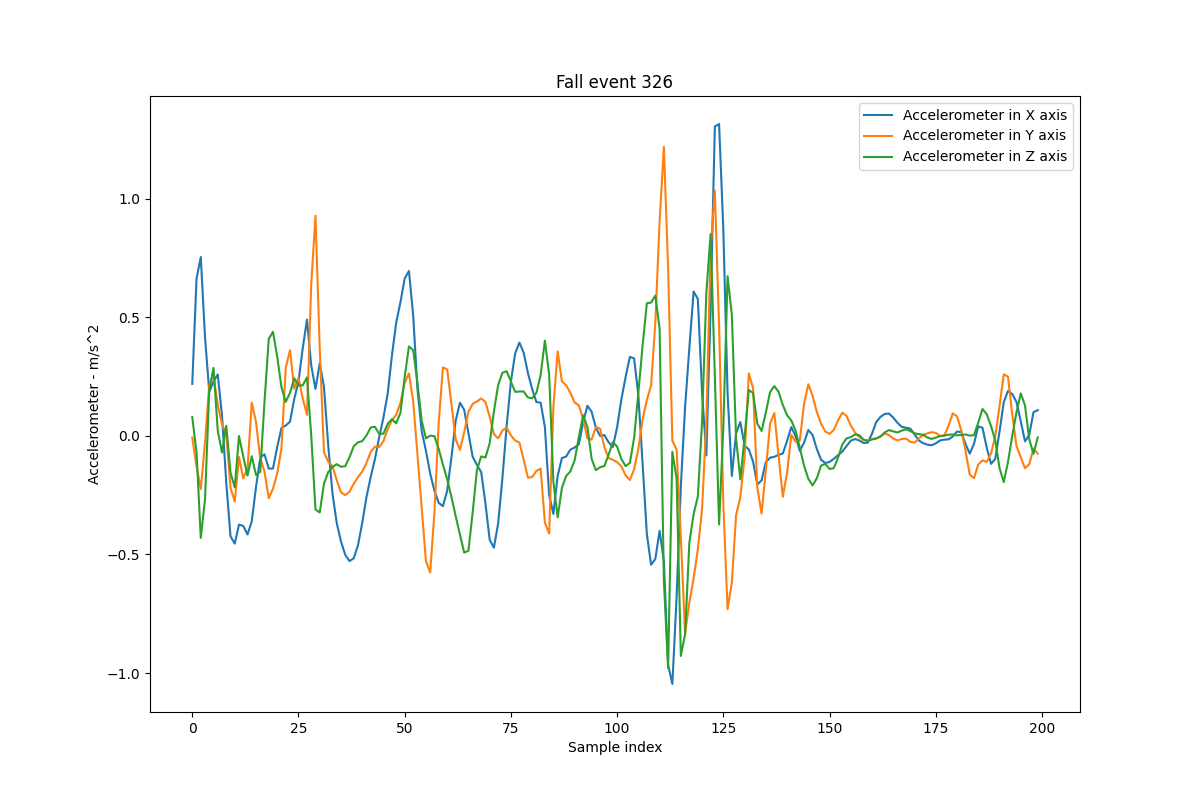 Fall event 326
Accelerometer in X axis
Accelerometer in Y axis
Accelerometer in Z axis
Accelerometer - m/s^2
1.0
0.5
0.0
−0.5
−1.0
0 25 50 75 100 125 150 175 200
Sample index